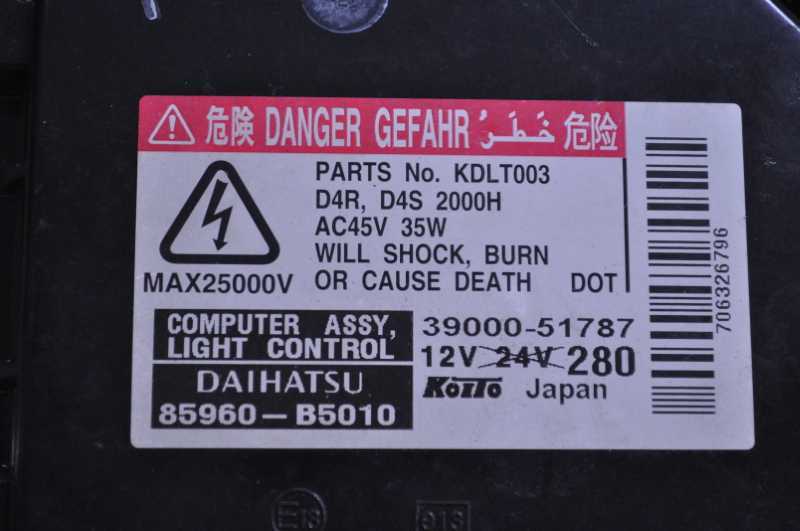 危険 DANGER GEFAHR خَطَرُ 危险
PARTS No. KDLT003
D4R, D4S 2000H
AC45V 35W
WILL SHOCK, BURN
OR CAUSE DEATH DOT
MAX25000V
COMPUTER ASSY,
LIGHT CONTROL
DAIHATSU
85960-B5010
39000-51787
12V 24V 280
KOITO Japan
706326796
E13